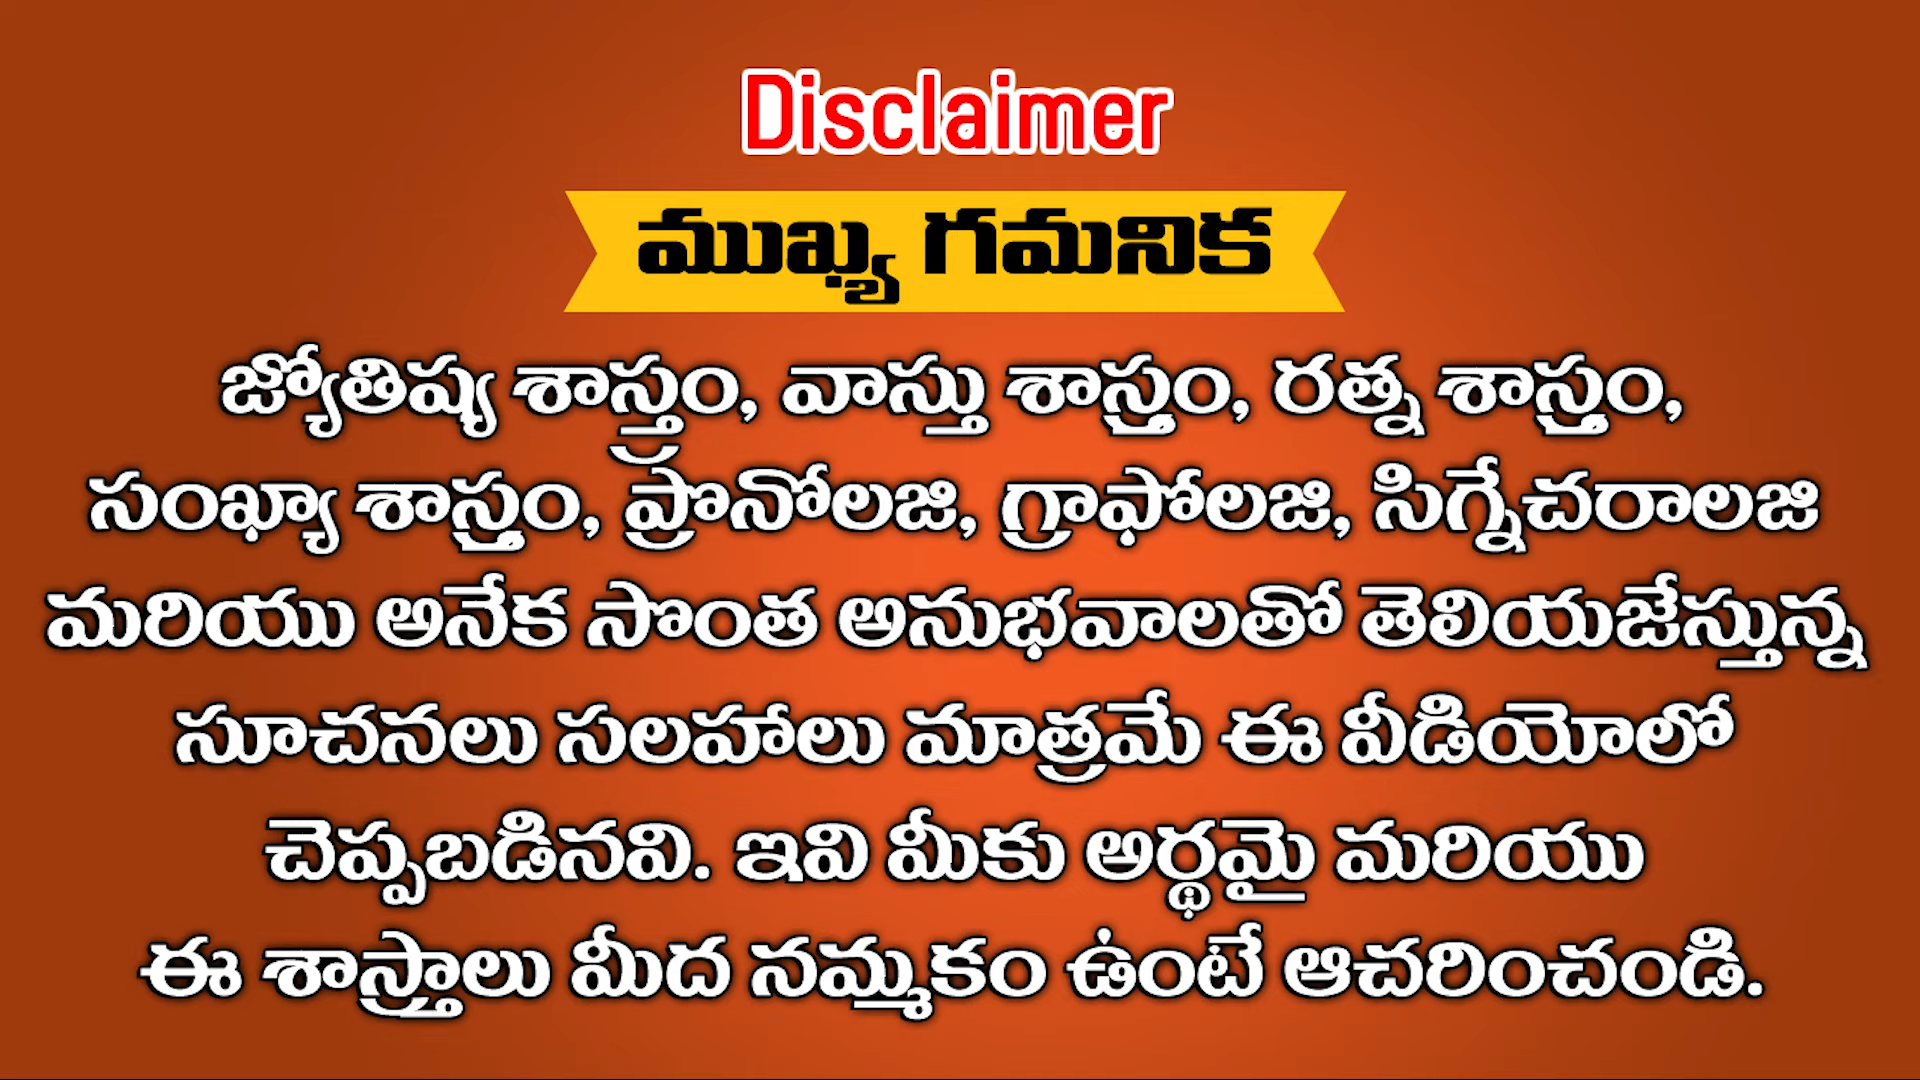 Disclaimer
ముఖ్య గమనిక
జ్యోతిష్య శాస్త్రం, వాస్తు శాస్త్రం, రత్న శాస్త్రం,
సంఖ్యా శాస్త్రం, ప్రొనోలజి, గ్రాఫోలజి, సిగ్నేచరాలజి
మరియు అనేక సొంత అనుభవాలతో తెలియజేస్తున్న
సూచనలు సలహాలు మాత్రమే ఈ వీడియోలో
చెప్పబడినవి. ఇవి మీకు అర్థమై మరియు
ఈ శాస్త్రాలు మీద నమ్మకం ఉంటే ఆచరించండి.